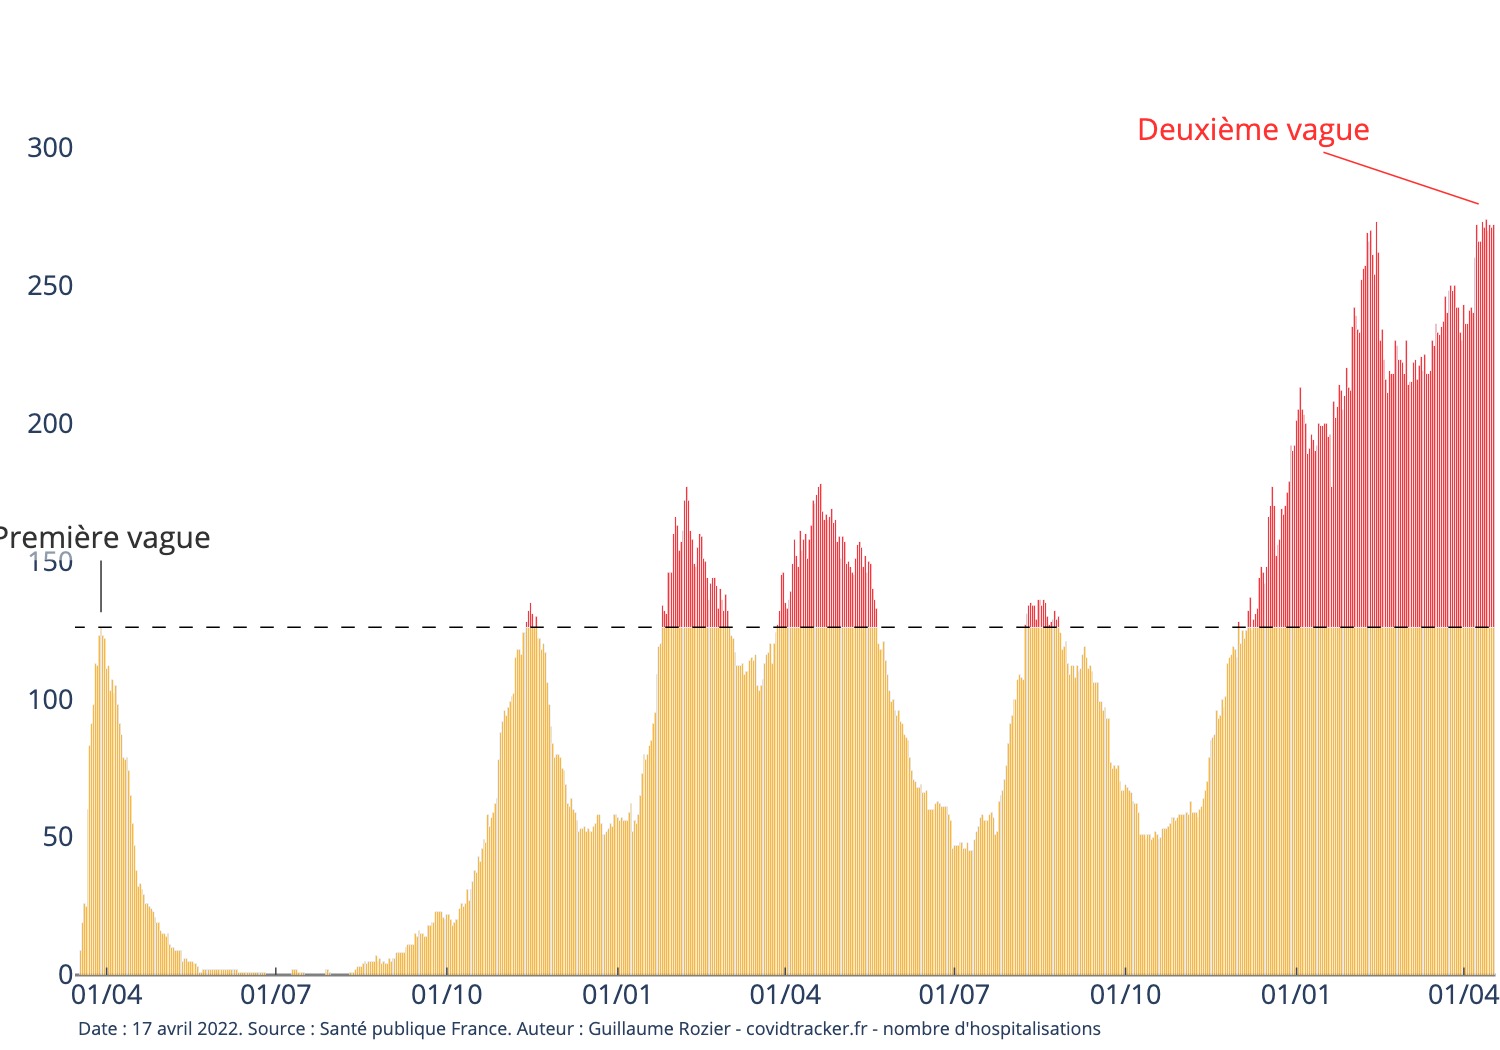 300
Deuxième vague
250
200
Première vague
150
100
50
0
01/04 01/07 01/10 01/01 01/04 01/07 01/10 01/01 01/04
Date : 17 avril 2022. Source : Santé publique France. Auteur : Guillaume Rozier - covidtracker.fr - nombre d'hospitalisations